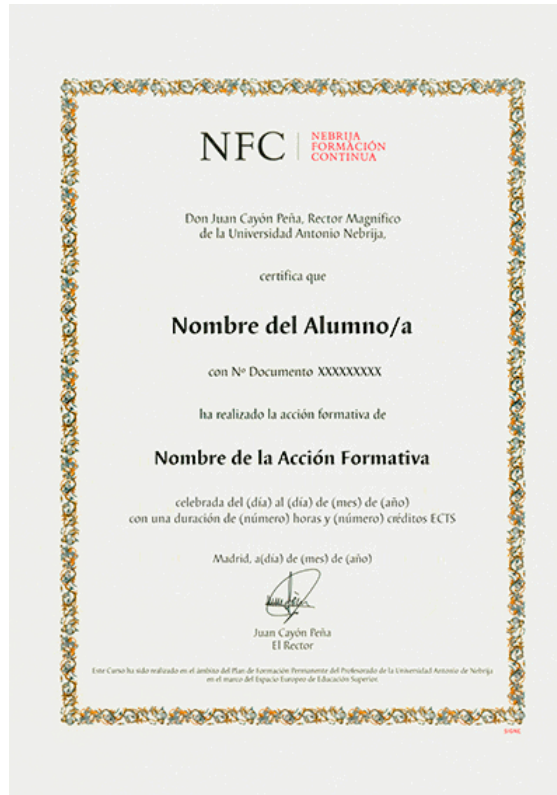 NFC
NEBRIJA
FORMACIÓN
CONTINUA
Don Juan Cayón Peña, Rector Magnífico
de la Universidad Antonio Nebrija,
certifica que
Nombre del Alumno/a
con Nº Documento XXXXXXXXX
ha realizado la acción formativa de
Nombre de la Acción Formativa
celebrada del (día) al (día) de (mes) de (año)
con una duración de (número) horas y (número) créditos ECTS
Madrid, a(día) de (mes) de (año)
Juan Cayón Peña
El Rector
Este Curso ha sido realizado en el ámbito del Plan de Formación Permanente del Profesorado de la Universidad Antonio de Nebrija
en el marco del Espacio Europeo de Educación Superior.
SIGNE